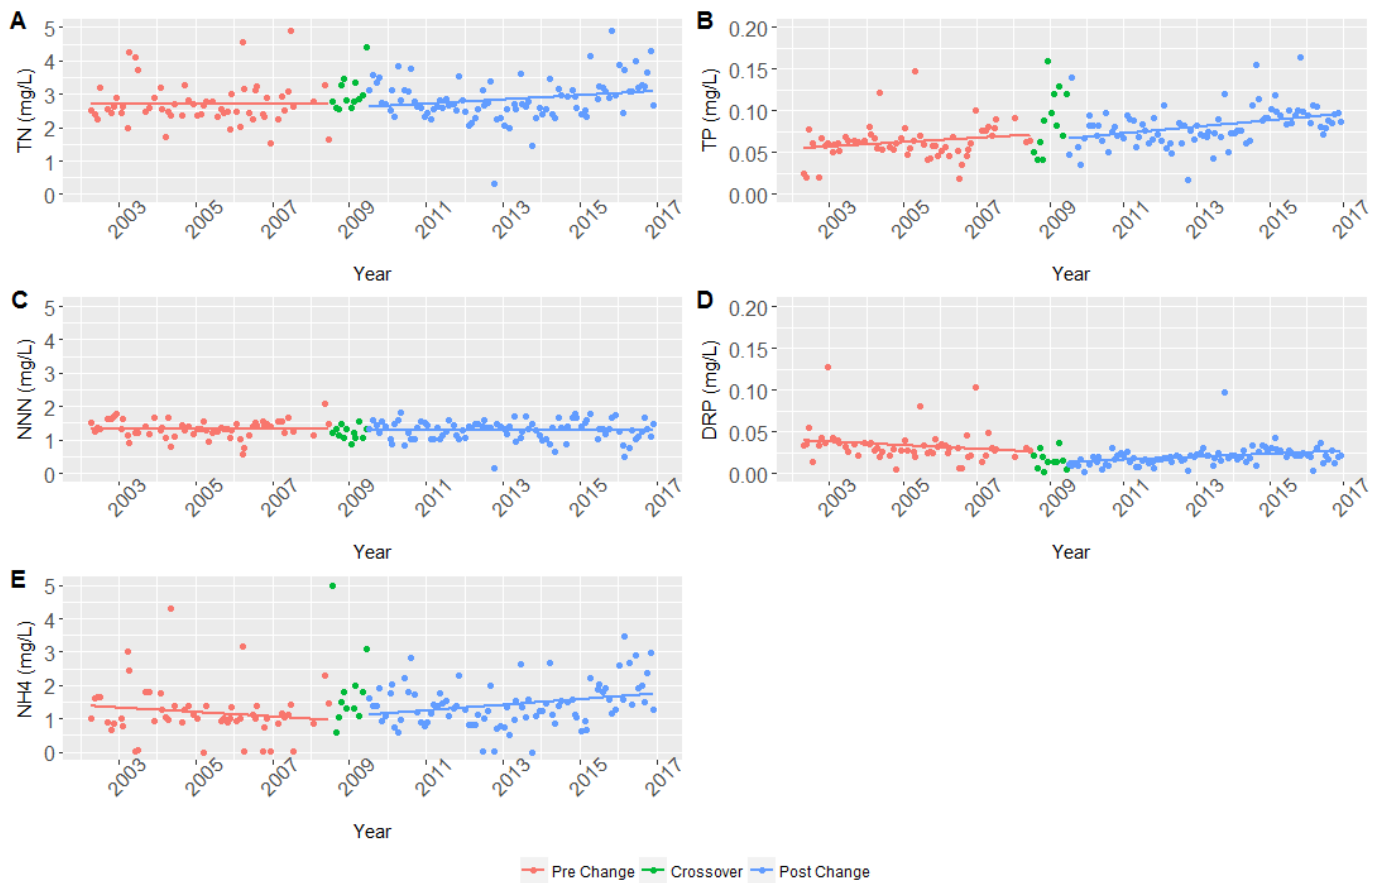 A
TN (mg/L)
5
4
3
2
1
0
2003 2005 2007 2009 2011 2013 2015 2017
Year
B
TP (mg/L)
0.20
0.15
0.10
0.05
0.00
2003 2005 2007 2009 2011 2013 2015 2017
Year
C
NNN (mg/L)
5
4
3
2
1
0
2003 2005 2007 2009 2011 2013 2015 2017
Year
D
DRP (mg/L)
0.20
0.15
0.10
0.05
0.00
2003 2005 2007 2009 2011 2013 2015 2017
Year
E
NH4 (mg/L)
5
4
3
2
1
0
2003 2005 2007 2009 2011 2013 2015 2017
Year
Pre Change Crossover Post Change